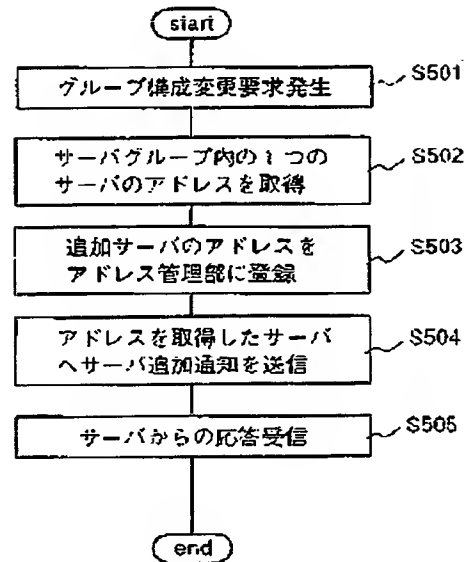 start
グループ構成変更要求発生
S501
サーバグループ内の1つの
サーバのアドレスを取得
S502
追加サーバのアドレスを
アドレス管理部に登録
S503
アドレスを取得したサーバ
へサーバ追加通知を送信
S504
サーバからの応答受信
S505
end